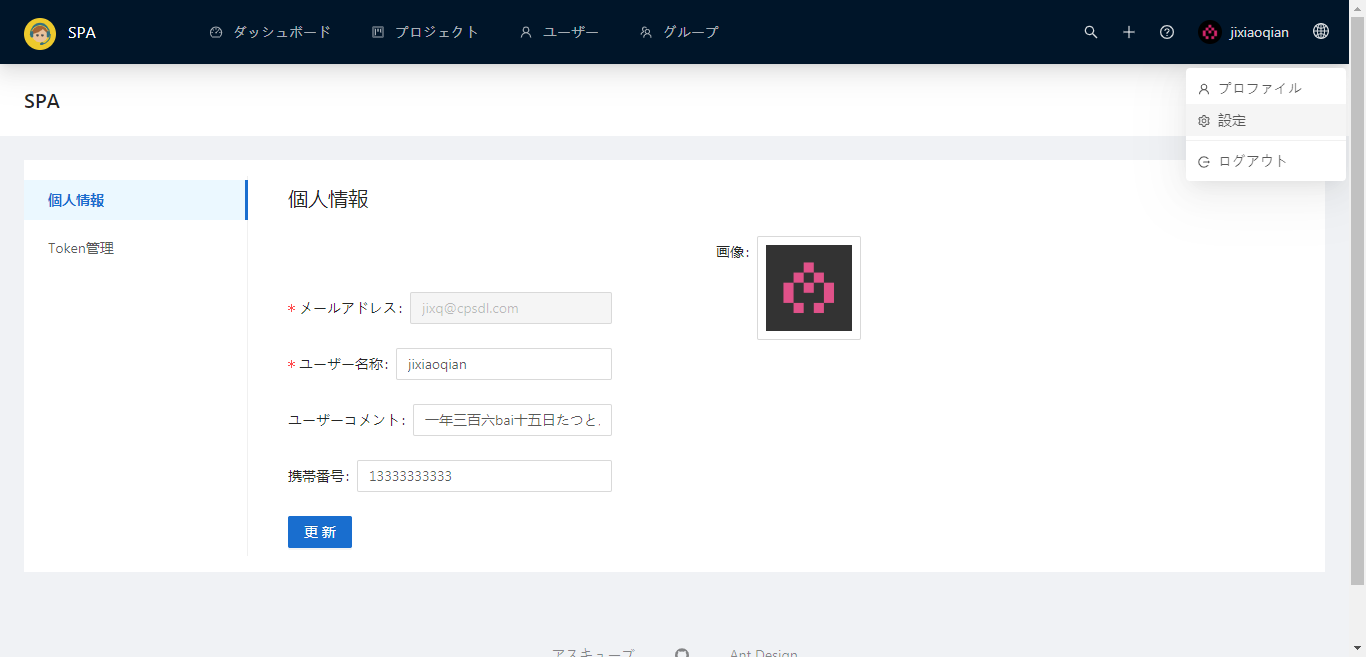 SPA ダッシュボード プロジェクト ユーザー グループ jixiaoqian
プロファイル
設定
ログアウト
SPA
個人情報
Token管理
個人情報
画像:
* メールアドレス: jixq@cpsdl.com
* ユーザー名称: jixiaoqian
ユーザーコメント: 一年三百六bai十五日たつと.
携帯番号: 13333333333
更 新
アスキューブ Ant Design